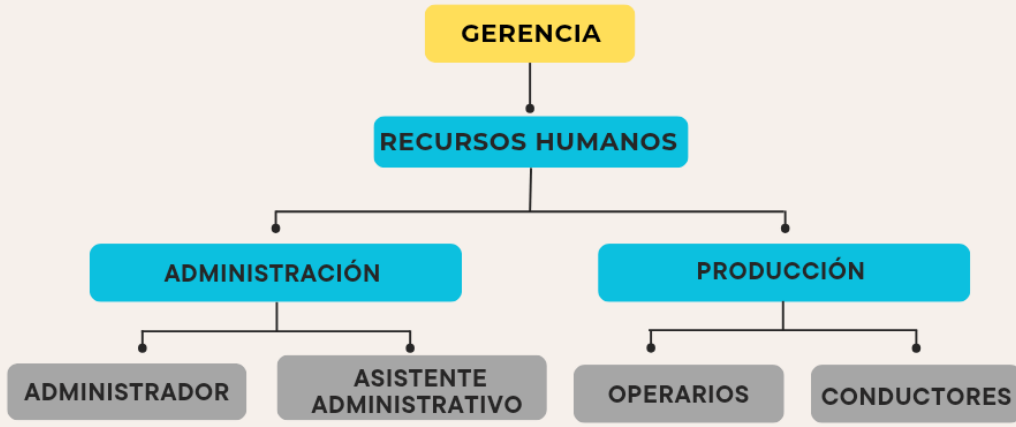 GERENCIA
RECURSOS HUMANOS
ADMINISTRACIÓN
PRODUCCIÓN
ADMINISTRADOR
ASISTENTE
ADMINISTRATIVO
OPERARIOS
CONDUCTORES